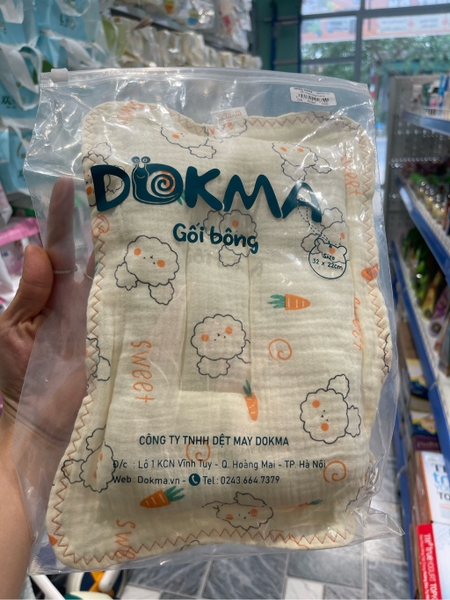 DOKMA
Gối bông
Size
32 x 22cm
sweet
sweet
CÔNG TY TNHH DỆT MAY DOKMA
Đ/c : Lô 1 KCN Vĩnh Tuy - Q. Hoàng Mai - TP. Hà Nội
Web : Dokma.vn - Tel : 0243 664 7379
sweet